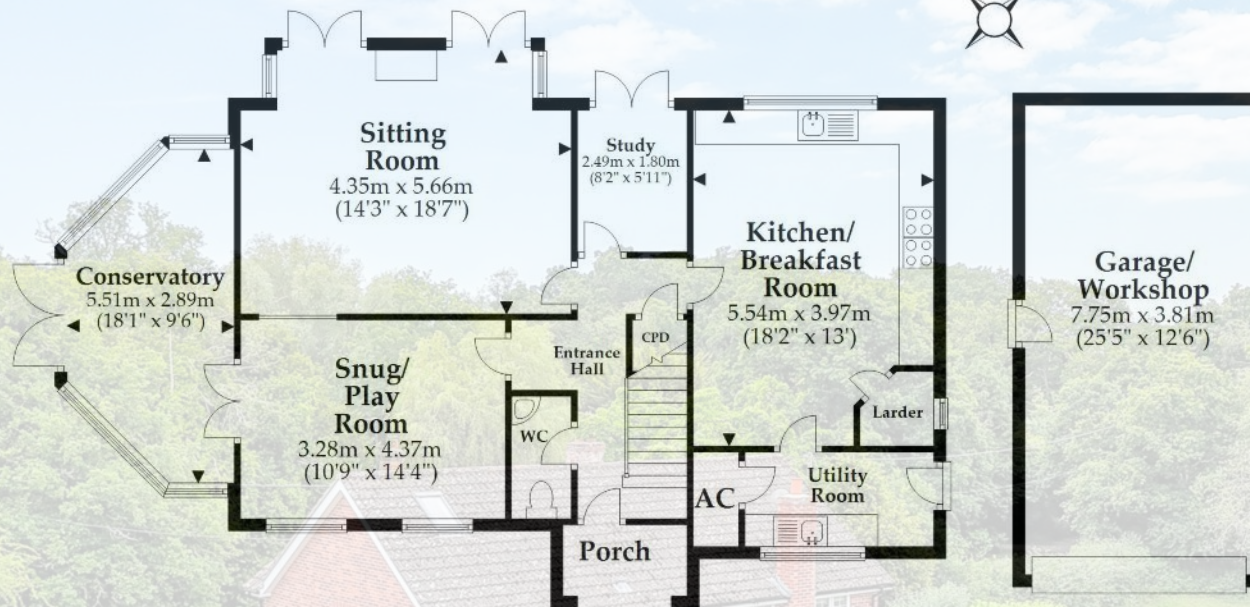 Sitting
Room
4.35m x 5.66m
(14'3" x 18'7")
Study
2.49m x 1.80m
(8'2" x 5'11")
Kitchen/
Breakfast
Room
5.54m x 3.97m
(18'2" x 13')
Garage/
Workshop
7.75m x 3.81m
(25'5" x 12'6")
Conservatory
5.51m x 2.89m
(18'1" x 9'6")
Snug/
Play
Room
3.28m x 4.37m
(10'9" x 14'4")
Entrance
Hall
CPD
WC
Larder
Utility
Room
AC
Porch